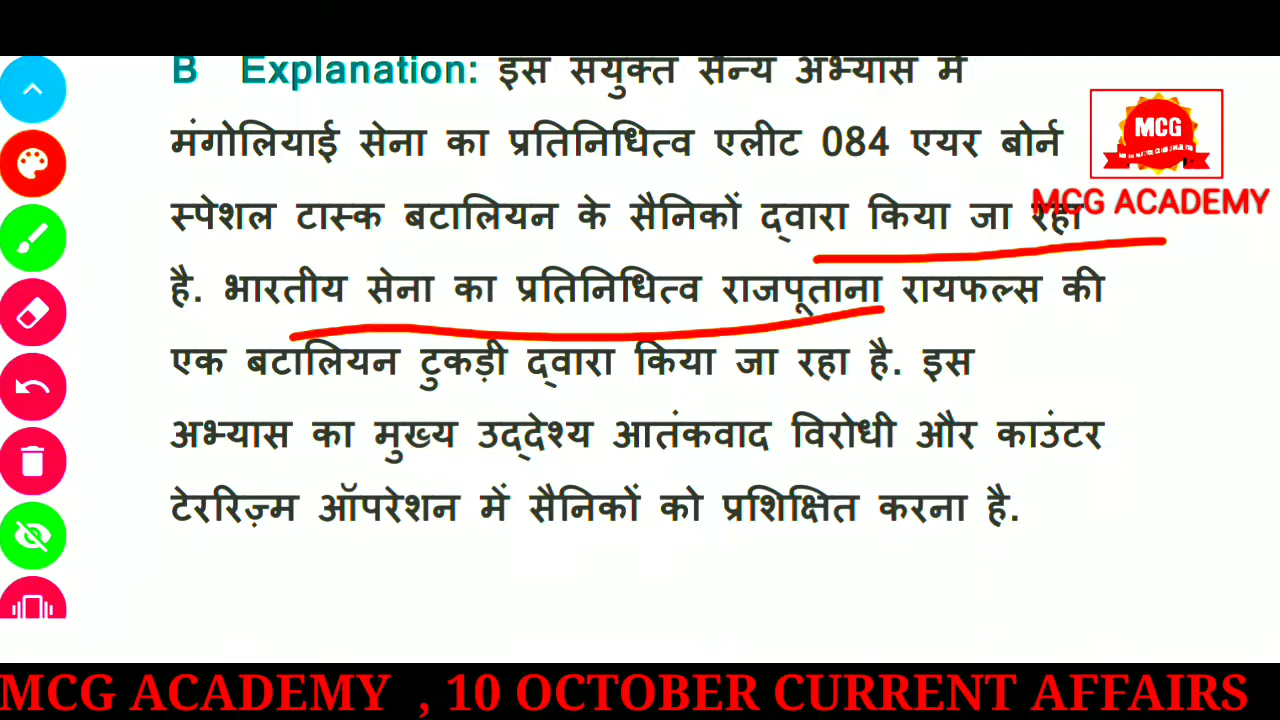 B Explanation: इस संयुक्त सैन्य अभ्यास में
मंगोलियाई सेना का प्रतिनिधित्व एलीट 084 एयर बोर्न
स्पेशल टास्क बटालियन के सैनिकों द्वारा किया जा रहा
है. भारतीय सेना का प्रतिनिधित्व राजपूताना रायफल्स की
एक बटालियन टुकड़ी द्वारा किया जा रहा है. इस
अभ्यास का मुख्य उद्देश्य आतंकवाद विरोधी और काउंटर
टेररिज़्म ऑपरेशन में सैनिकों को प्रशिक्षित करना है.
MCG
MCG ACADEMY
MCG ACADEMY , 10 OCTOBER CURRENT AFFAIRS